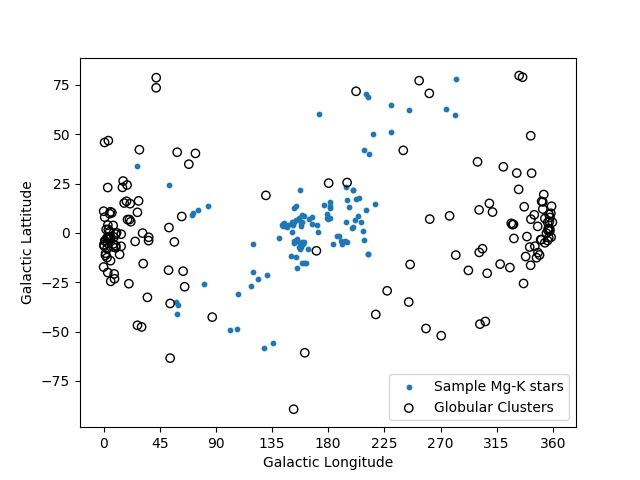 75
50
25
0
−25
−50
−75
Galactic Lattitude
Sample Mg-K stars
Globular Clusters
0 45 90 135 180 225 270 315 360
Galactic Longitude